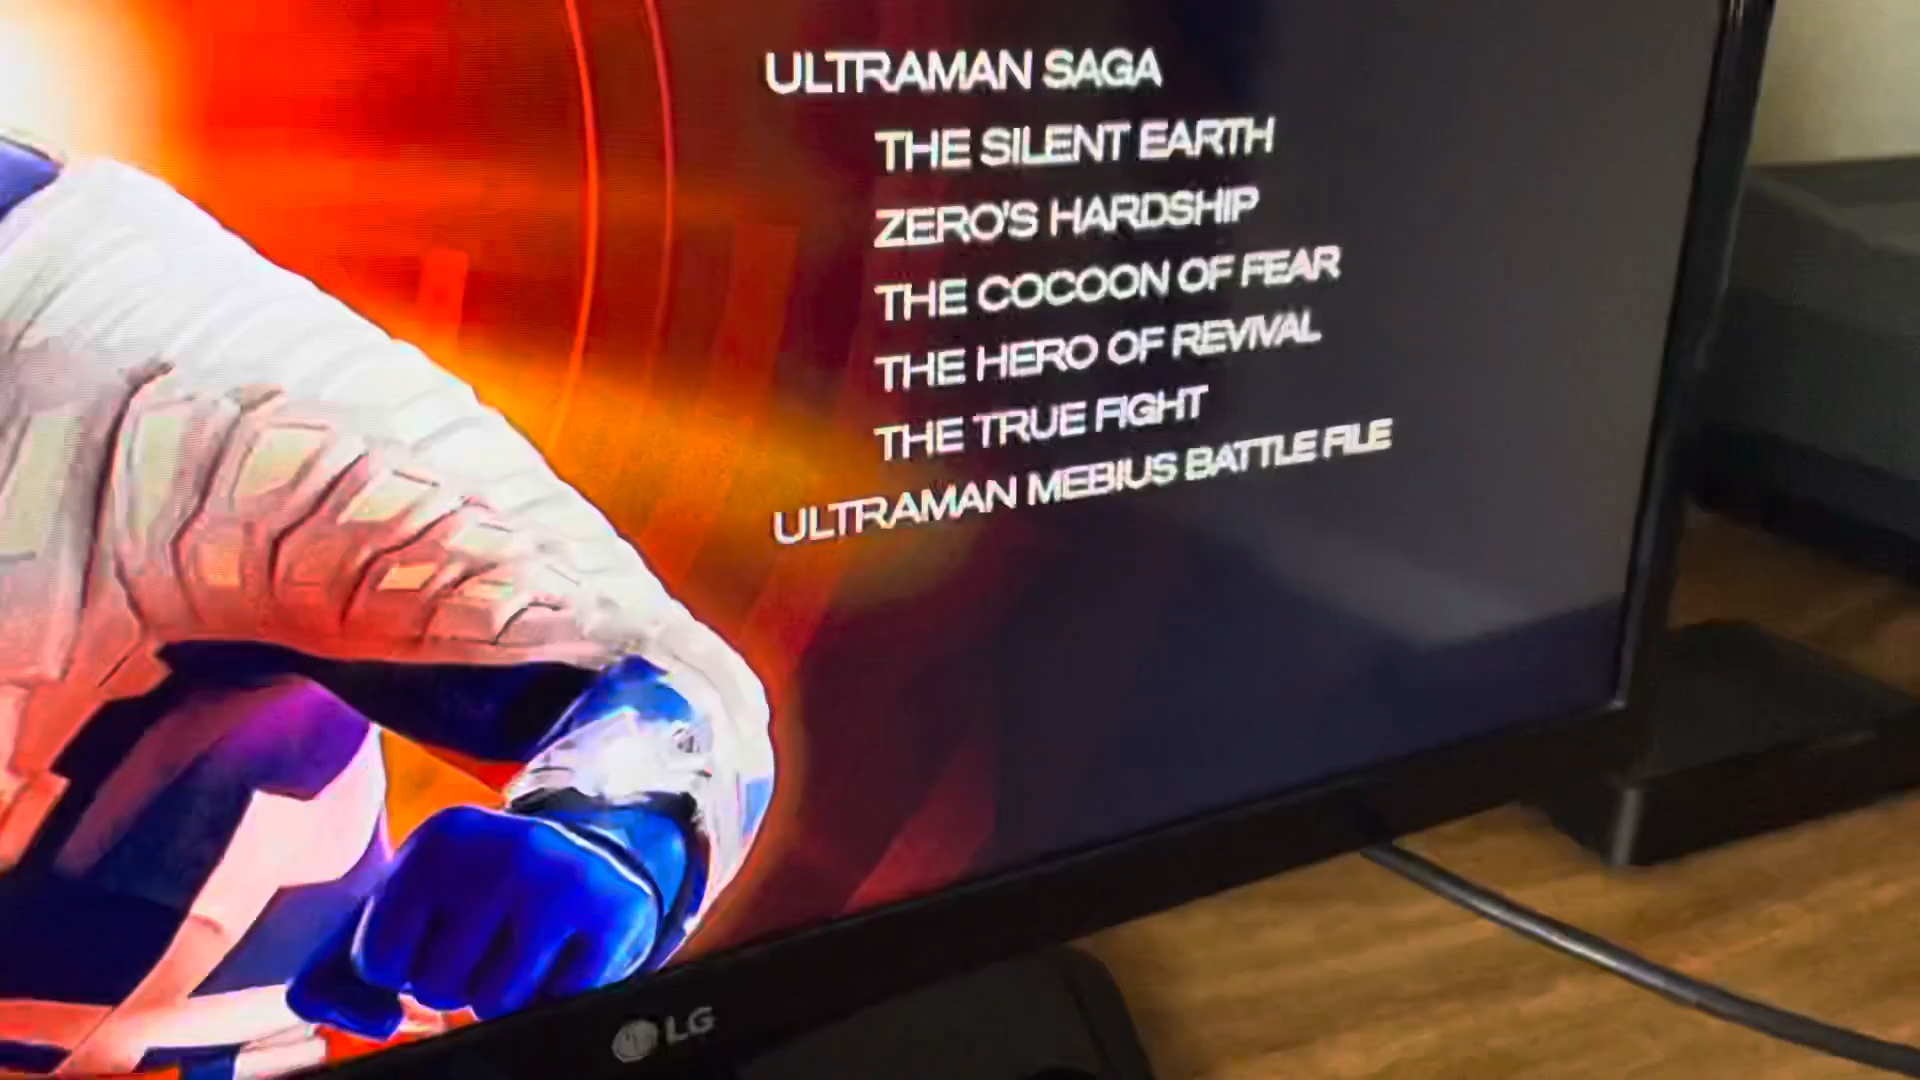 ULTRAMAN SAGA
THE SILENT EARTH
ZERO'S HARDSHIP
THE COCOON OF FEAR
THE HERO OF REVIVAL
THE TRUE FIGHT
ULTRAMAN MEBIUS BATTLE FILE
LG